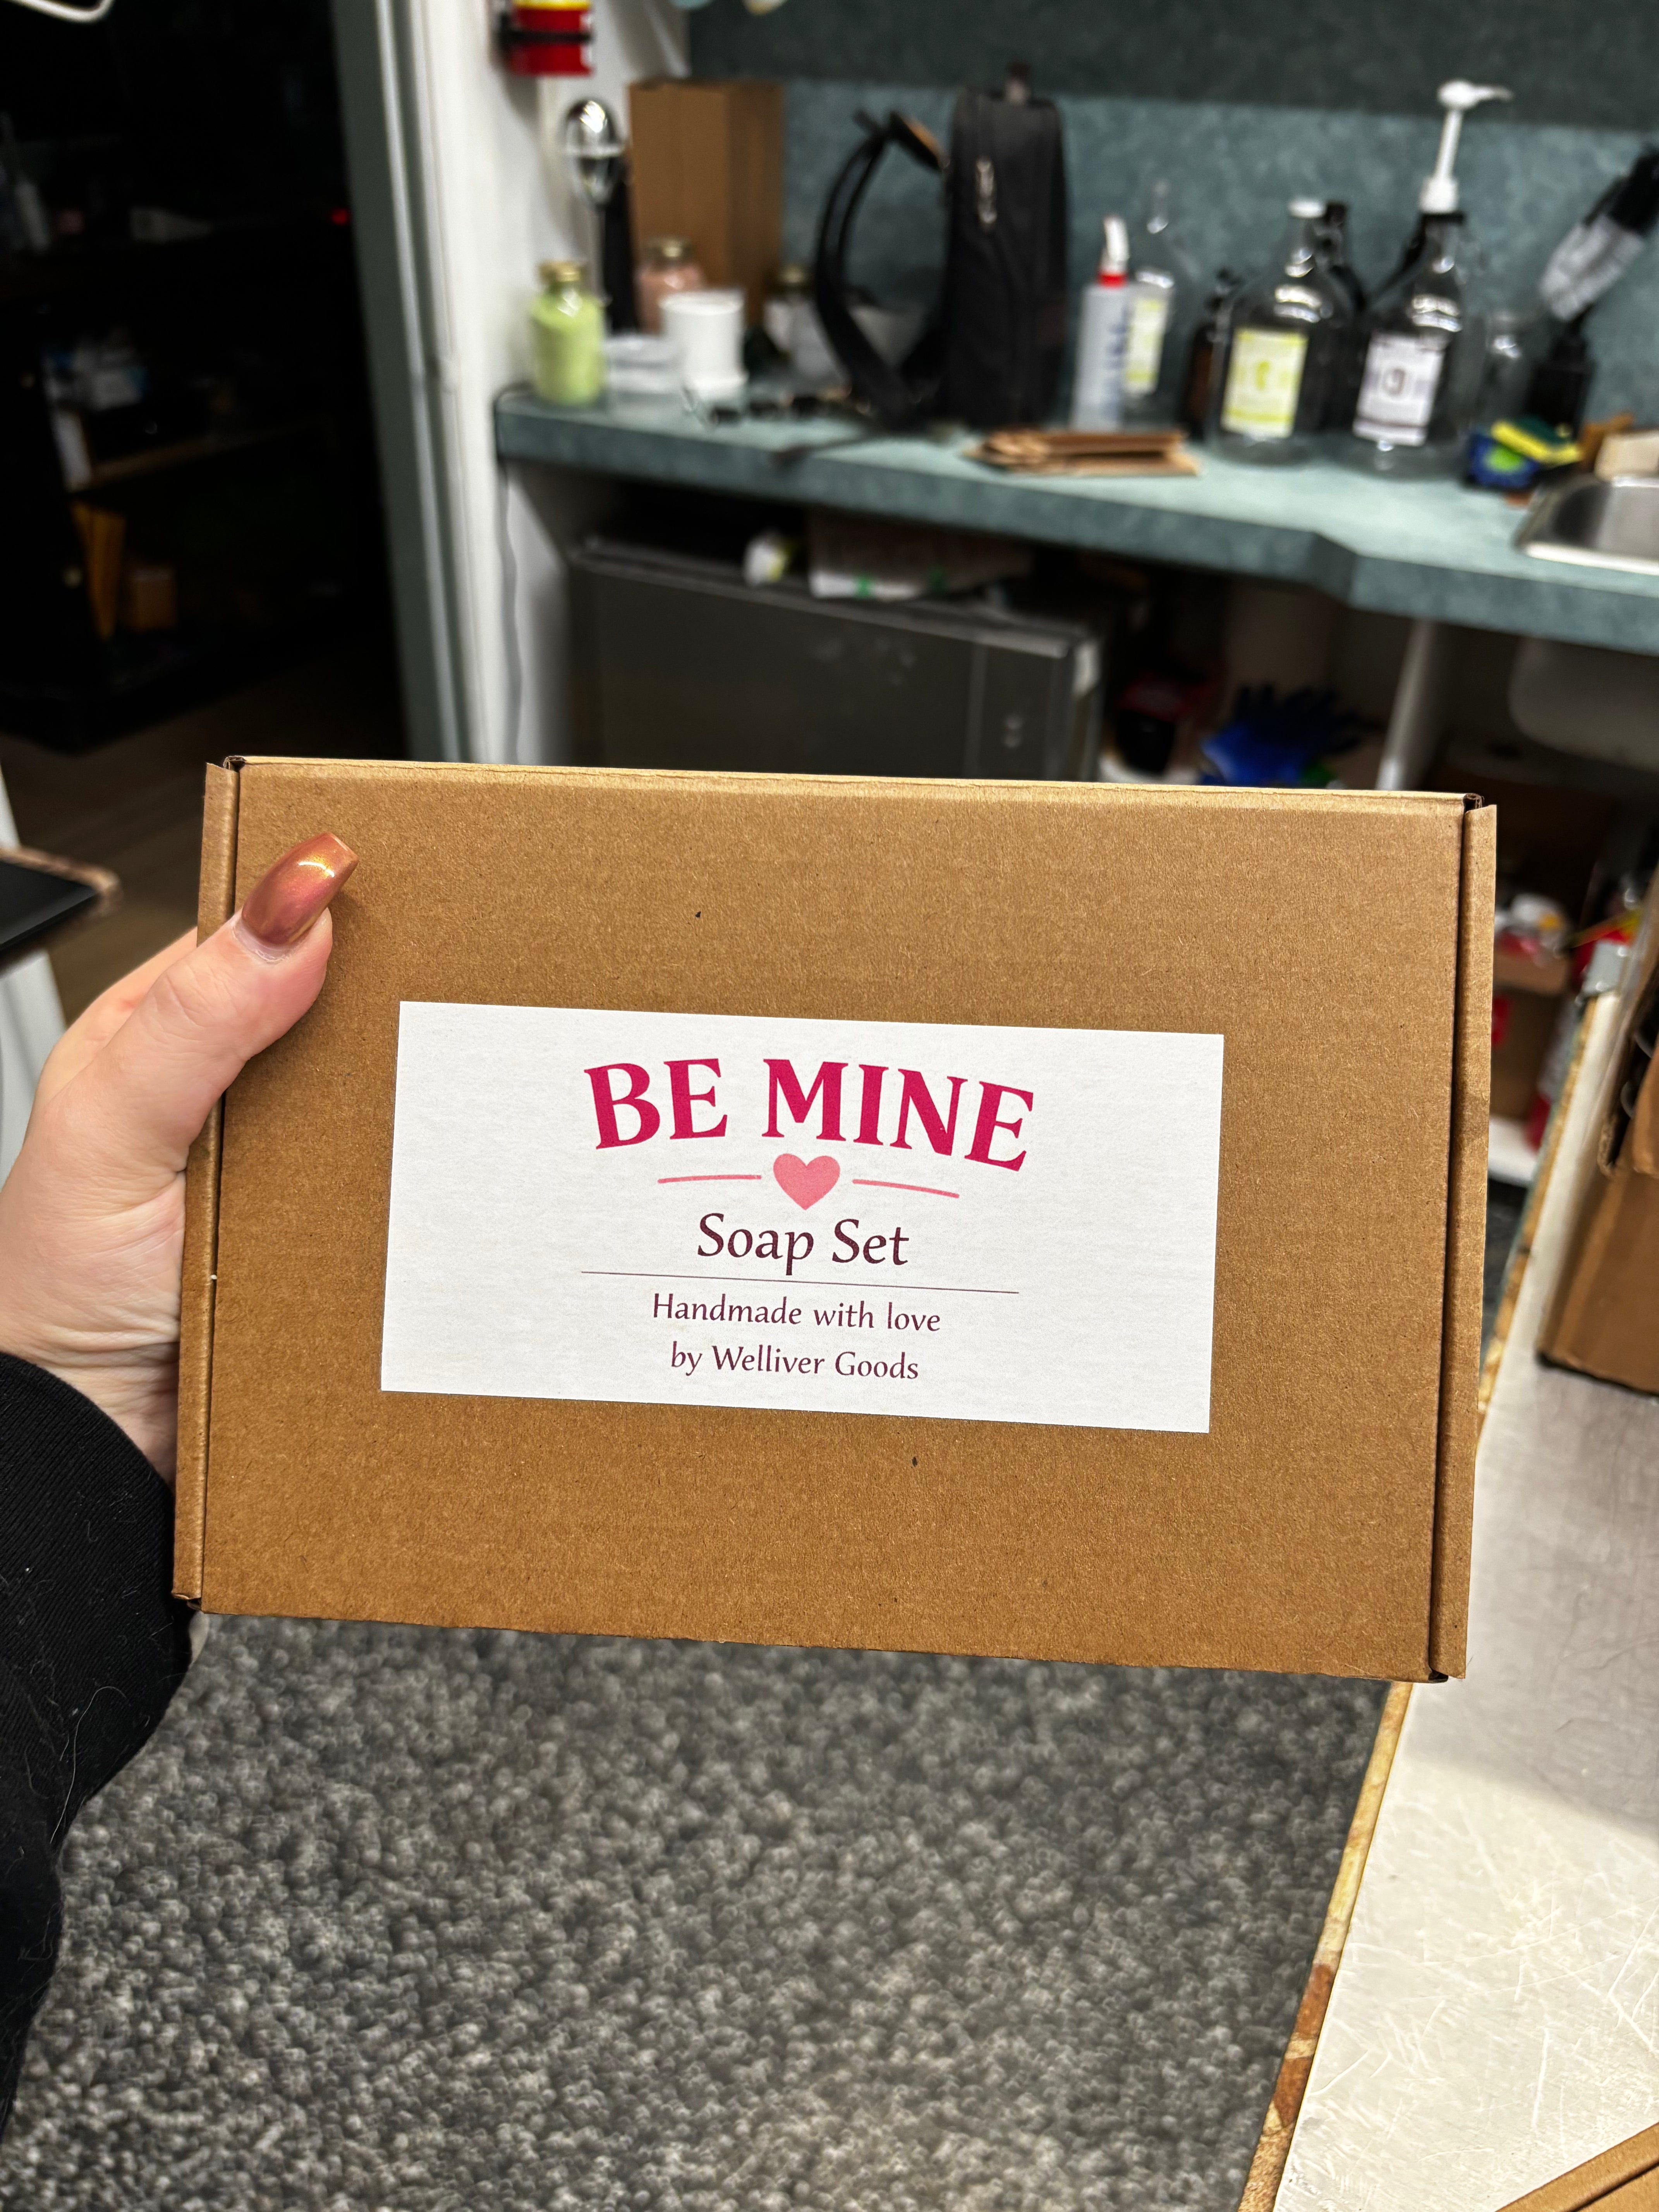 BE MINE
Soap Set
Handmade with love
by Welliver Goods